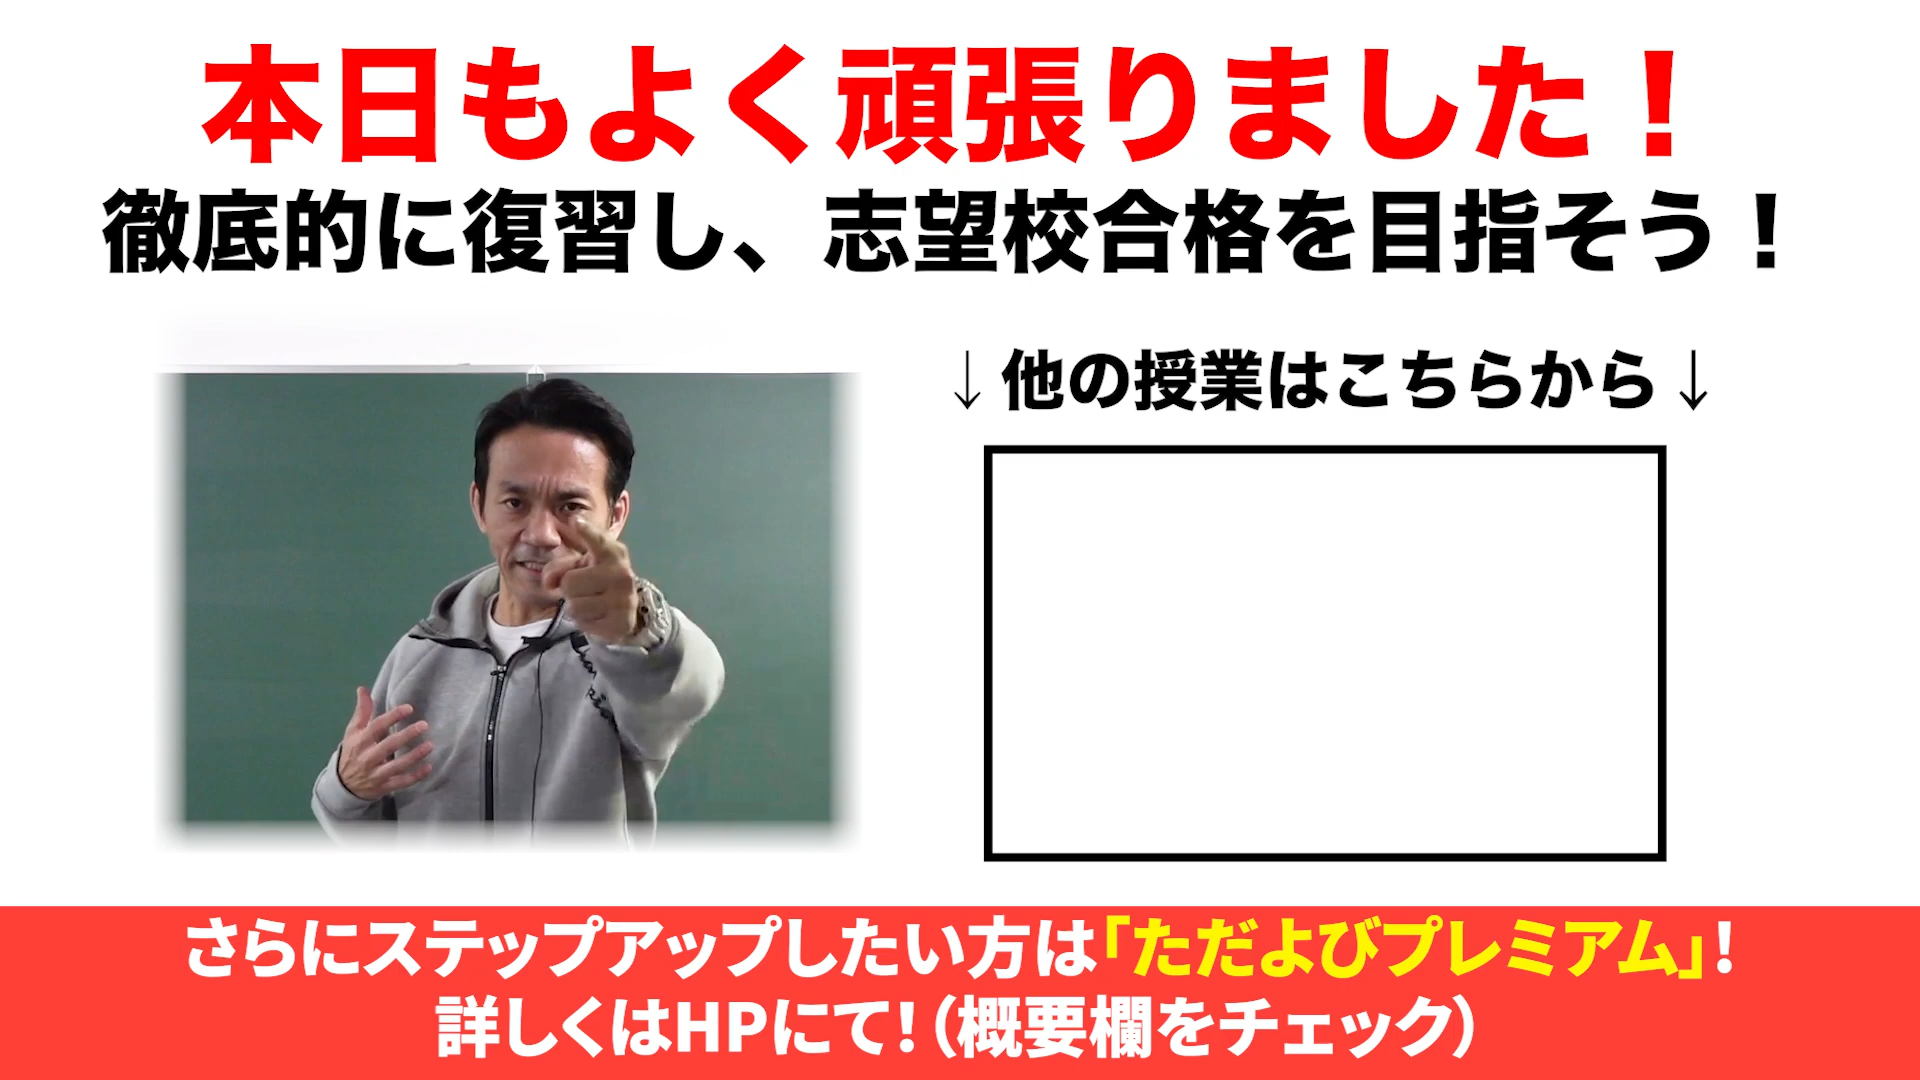 本日もよく頑張りました！
徹底的に復習し、志望校合格を目指そう！
↓他の授業はこちらから↓
さらにステップアップしたい方は「ただよびプレミアム」！
詳しくはHPにて！（概要欄をチェック）